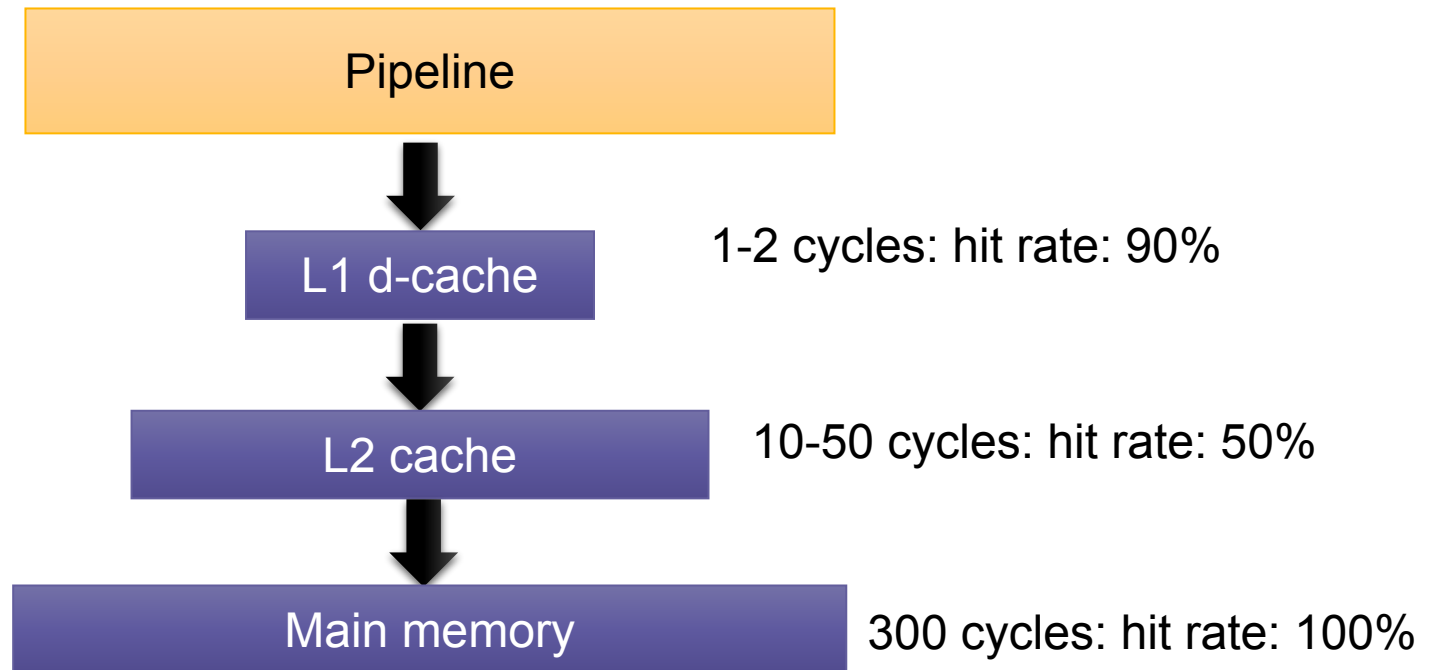 Pipeline
L1 d-cache
1-2 cycles: hit rate: 90%
L2 cache
10-50 cycles: hit rate: 50%
Main memory
300 cycles: hit rate: 100%